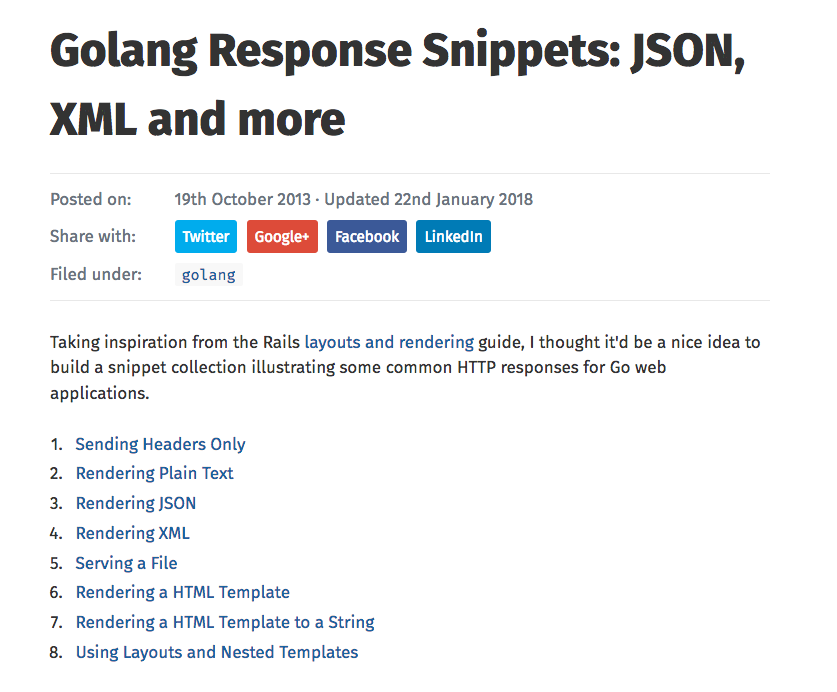 Golang Response Snippets: JSON,
XML and more
Posted on: 19th October 2013 · Updated 22nd January 2018
Share with: Twitter Google+ Facebook LinkedIn
Filed under: golang
Taking inspiration from the Rails layouts and rendering guide, I thought it'd be a nice idea to
build a snippet collection illustrating some common HTTP responses for Go web
applications.
1. Sending Headers Only
2. Rendering Plain Text
3. Rendering JSON
4. Rendering XML
5. Serving a File
6. Rendering a HTML Template
7. Rendering a HTML Template to a String
8. Using Layouts and Nested Templates